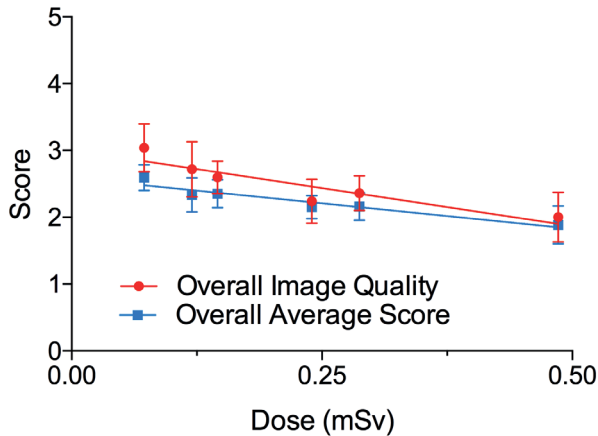 5
4
3
2
1
0
Score
Overall Image Quality
Overall Average Score
0.00
0.25
0.50
Dose (mSv)